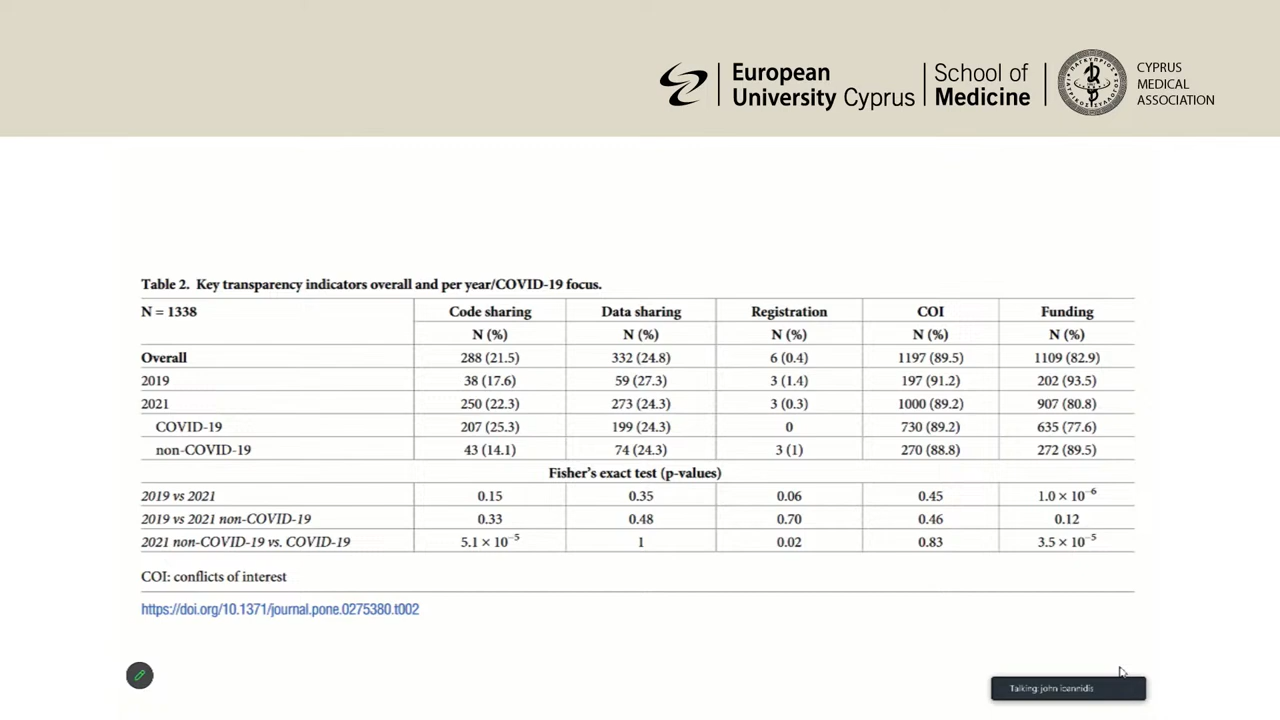 European
University Cyprus
School of
Medicine
ΠΑΓΚΥΠΡΙΟΣ
ΙΑΤΡΙΚΟΣ ΣΥΛΛΟΓΟΣ
CYPRUS
MEDICAL
ASSOCIATION
Table 2. Key transparency indicators overall and per year/COVID-19 focus.
N = 1338 Code sharing Data sharing Registration COI Funding
N (%) N (%) N (%) N (%) N (%)
Overall 288 (21.5) 332 (24.8) 6 (0.4) 1197 (89.5) 1109 (82.9)
2019 38 (17.6) 59 (27.3) 3 (1.4) 197 (91.2) 202 (93.5)
2021 250 (22.3) 273 (24.3) 3 (0.3) 1000 (89.2) 907 (80.8)
COVID-19 207 (25.3) 199 (24.3) 0 730 (89.2) 635 (77.6)
non-COVID-19 43 (14.1) 74 (24.3) 3 (1) 270 (88.8) 272 (89.5)
Fisher's exact test (p-values)
2019 vs 2021 0.15 0.35 0.06 0.45 1.0 × 10⁻⁶
2019 vs 2021 non-COVID-19 0.33 0.48 0.70 0.46 0.12
2021 non-COVID-19 vs. COVID-19 5.1 × 10⁻⁵ 1 0.02 0.83 3.5 × 10⁻⁵
COI: conflicts of interest
https://doi.org/10.1371/journal.pone.0275380.t002
Talking: john ioannidis